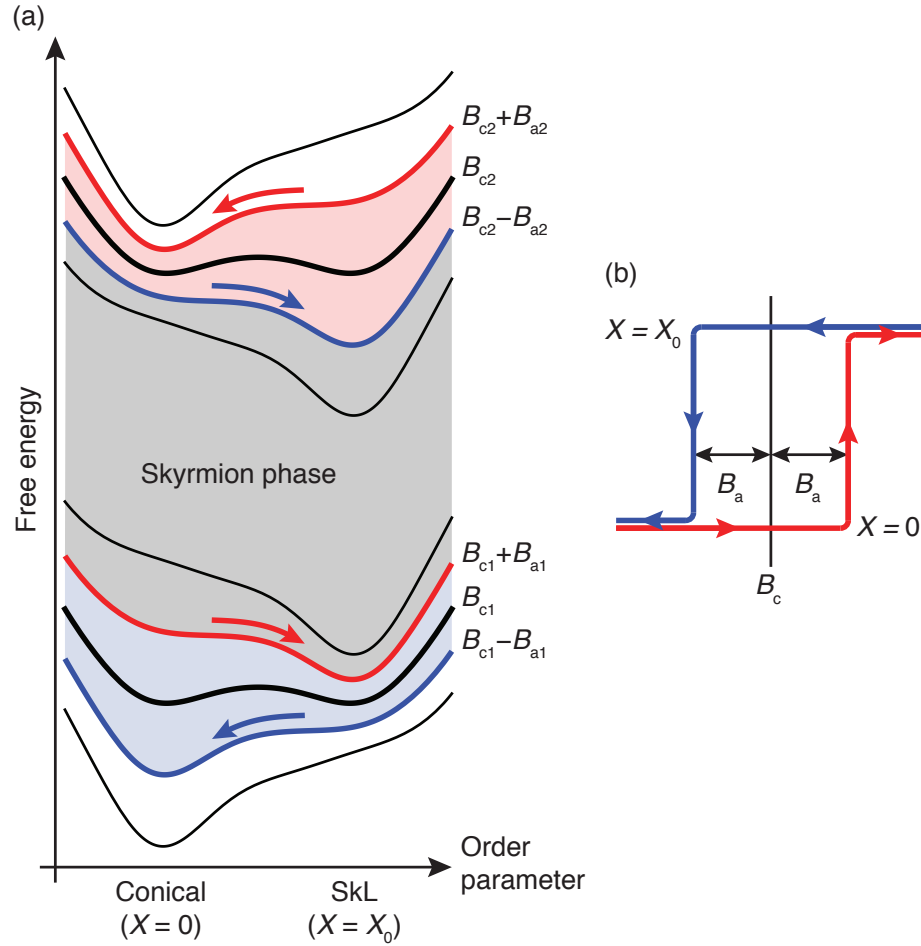 (a)
Free energy
B_c2+B_a2
B_c2
B_c2−B_a2
Skyrmion phase
B_c1+B_a1
B_c1
B_c1−B_a1
Order
parameter
Conical
(X = 0)
SkL
(X = X_0)
(b)
X = X_0
B_a
B_a
X = 0
B_c